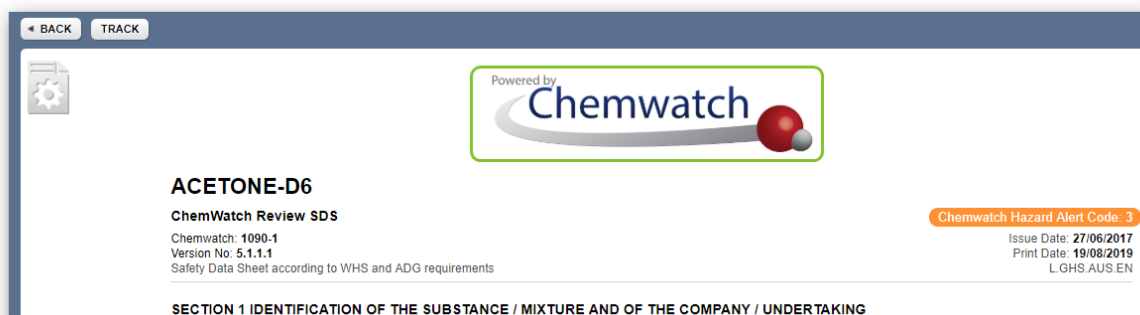 BACK
TRACK
Powered by
Chemwatch
ACETONE-D6
ChemWatch Review SDS
Chemwatch Hazard Alert Code: 3
Chemwatch: 1090-1
Issue Date: 27/06/2017
Version No: 5.1.1.1
Print Date: 19/08/2019
Safety Data Sheet according to WHS and ADG requirements
L.GHS.AUS.EN
SECTION 1 IDENTIFICATION OF THE SUBSTANCE / MIXTURE AND OF THE COMPANY / UNDERTAKING